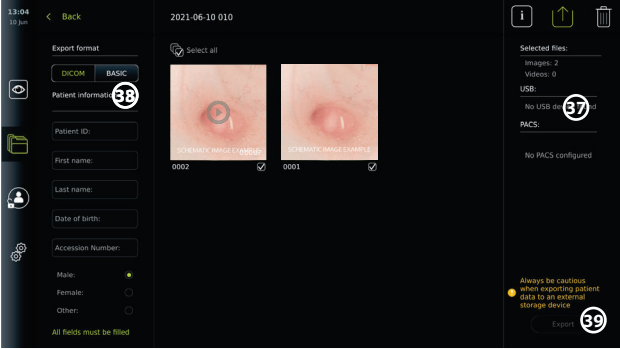 13:04
10 Jun
Back
2021-06-10 010
i
Export format
DICOM
BASIC
Select all
Selected files:
Images: 2
Videos: 0
Patient information
38
USB:
No USB device found
37
Patient ID:
PACS:
First name:
SCHEMATIC IMAGE EXAMPLE
SCHEMATIC IMAGE EXAMPLE
No PACS configured
0002
0001
Last name:
Date of birth:
Accession Number:
Male:
Female:
Other:
All fields must be filled
Always be cautious
when exporting patient
data to an external
storage device
Export
39